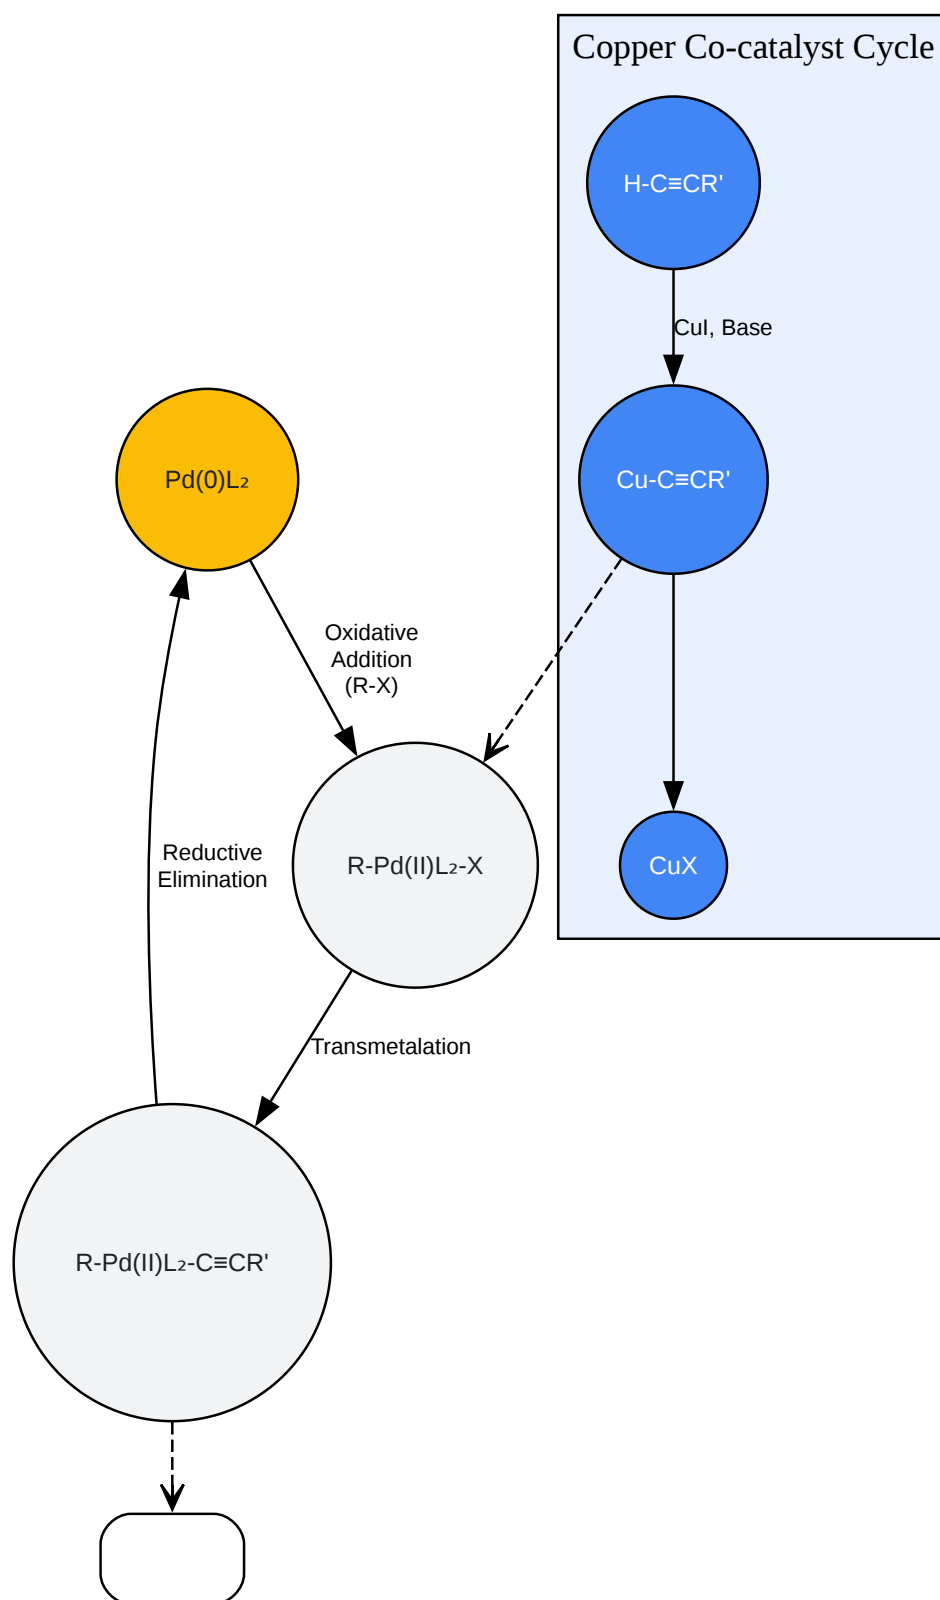 Copper Co-catalyst Cycle
H-C≡CR'
CuI, Base
Pd(0)L₂
Cu-C≡CR'
Oxidative
Addition
(R-X)
Reductive
Elimination
R-Pd(II)L₂-X
CuX
Transmetalation
R-Pd(II)L₂-C≡CR'